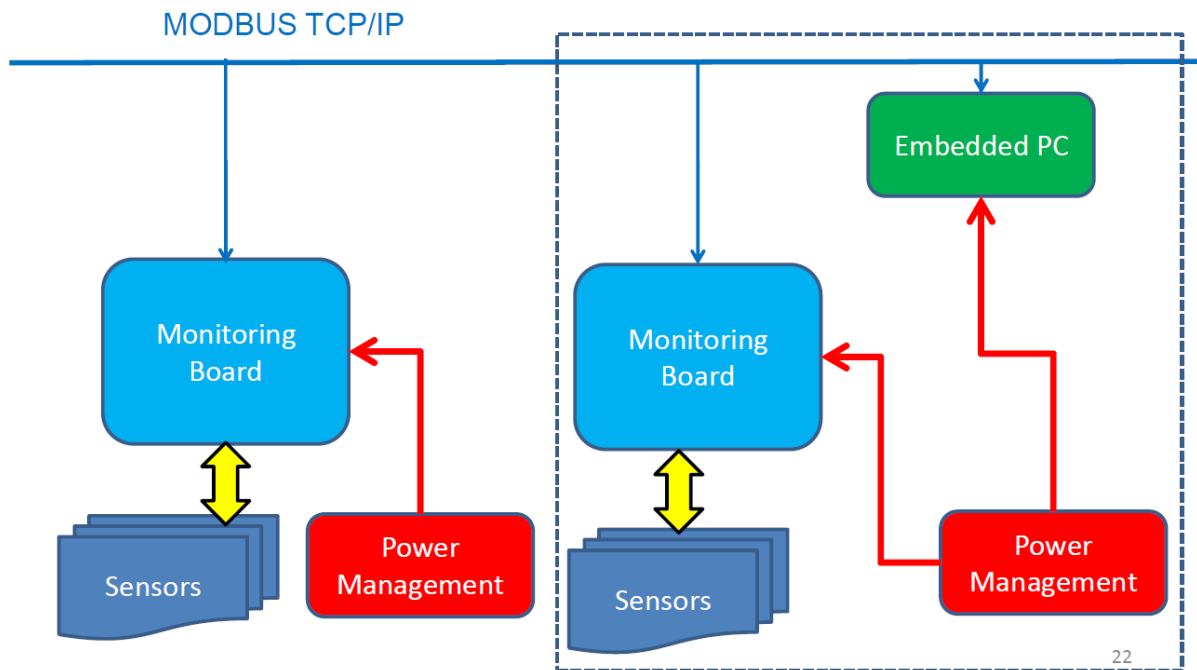 MODBUS TCP/IP
Embedded PC
Monitoring
Board
Monitoring
Board
Power
Management
Sensors
Power
Management
Sensors
22